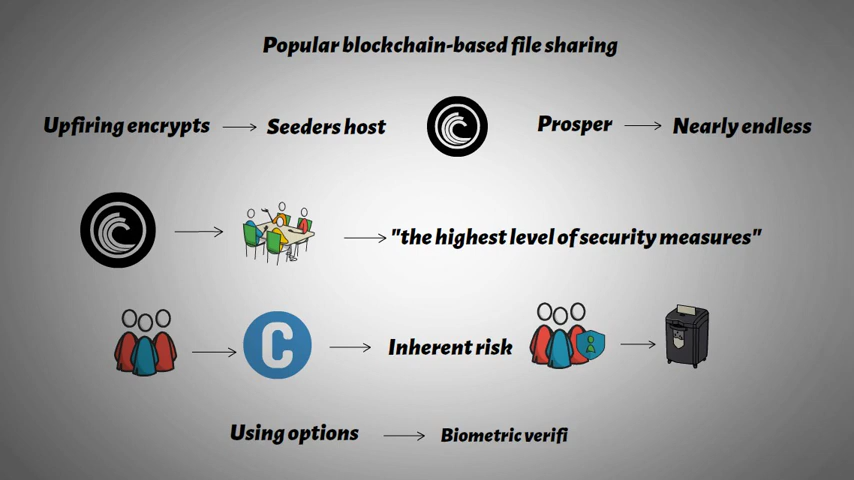 Popular blockchain-based file sharing
Upfiring encrypts
Seeders host
Prosper
Nearly endless
"the highest level of security measures"
C
Inherent risk
Using options
Biometric verifi